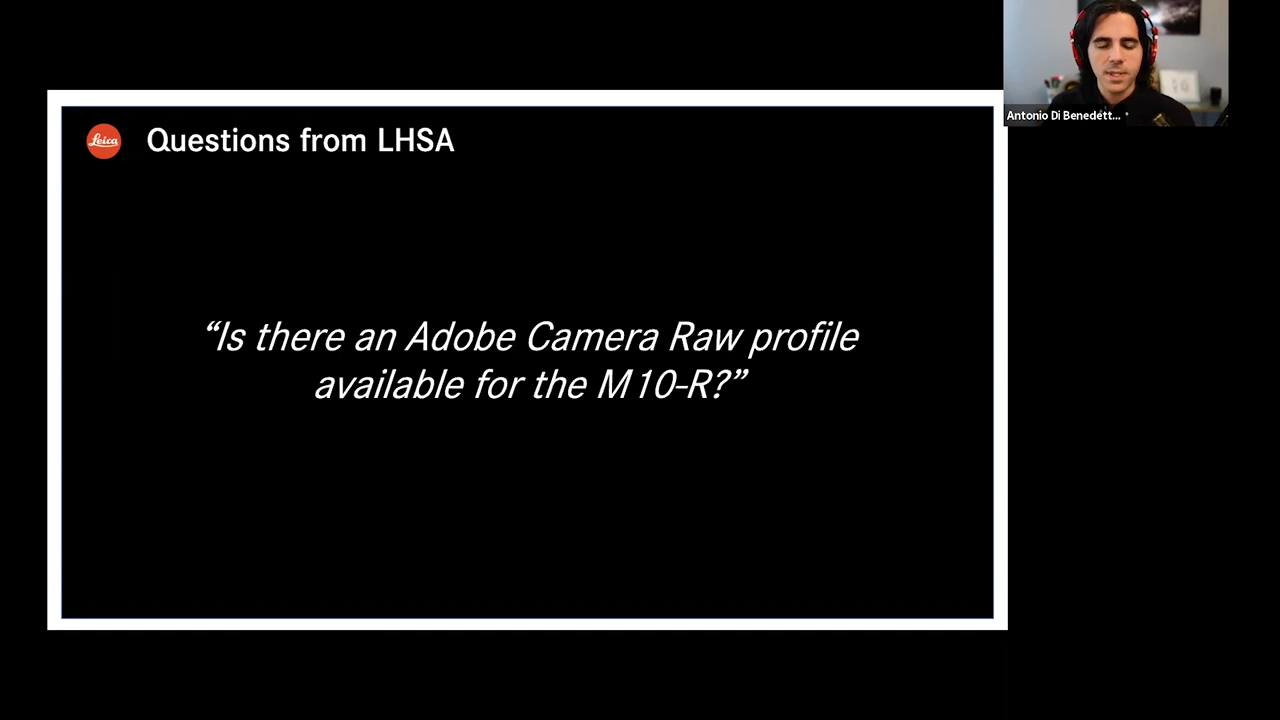 Leica
Questions from LHSA
Antonio Di Benedett...
“Is there an Adobe Camera Raw profile
available for the M10-R?”